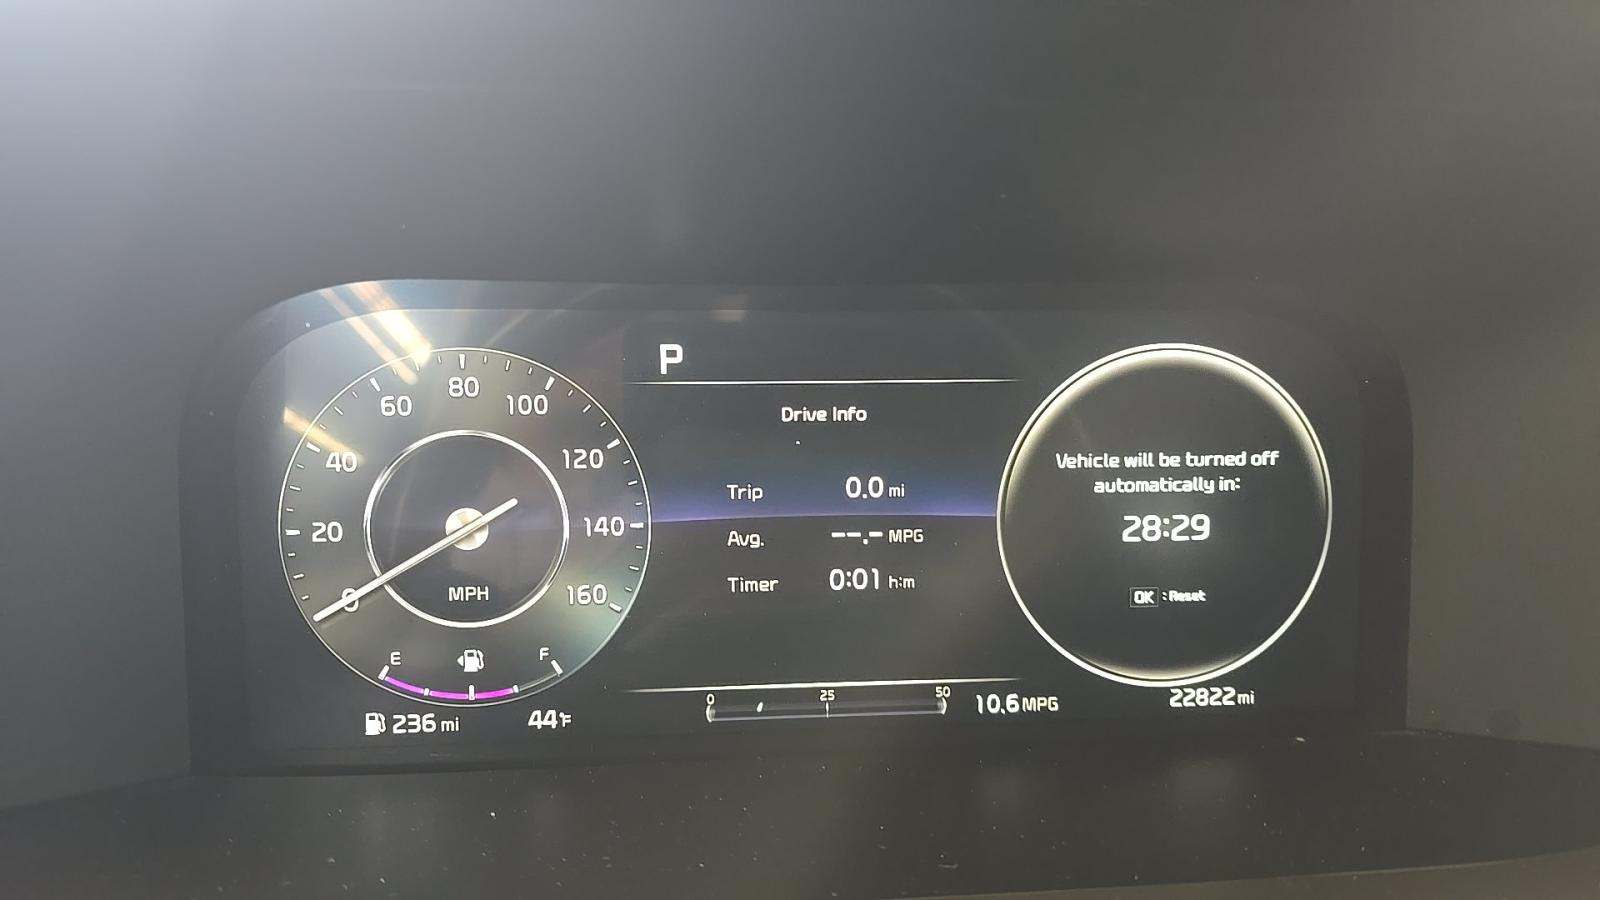 P
Drive Info
Trip 0.0 mi
Avg. --.- MPG
Timer 0:01 h:m
0 20 40 60 80 100 120 140 160
MPH
E F
236 mi 44°F
0 25 50
10.6 MPG
Vehicle will be turned off
automatically in:
28:29
OK : Reset
22822 mi